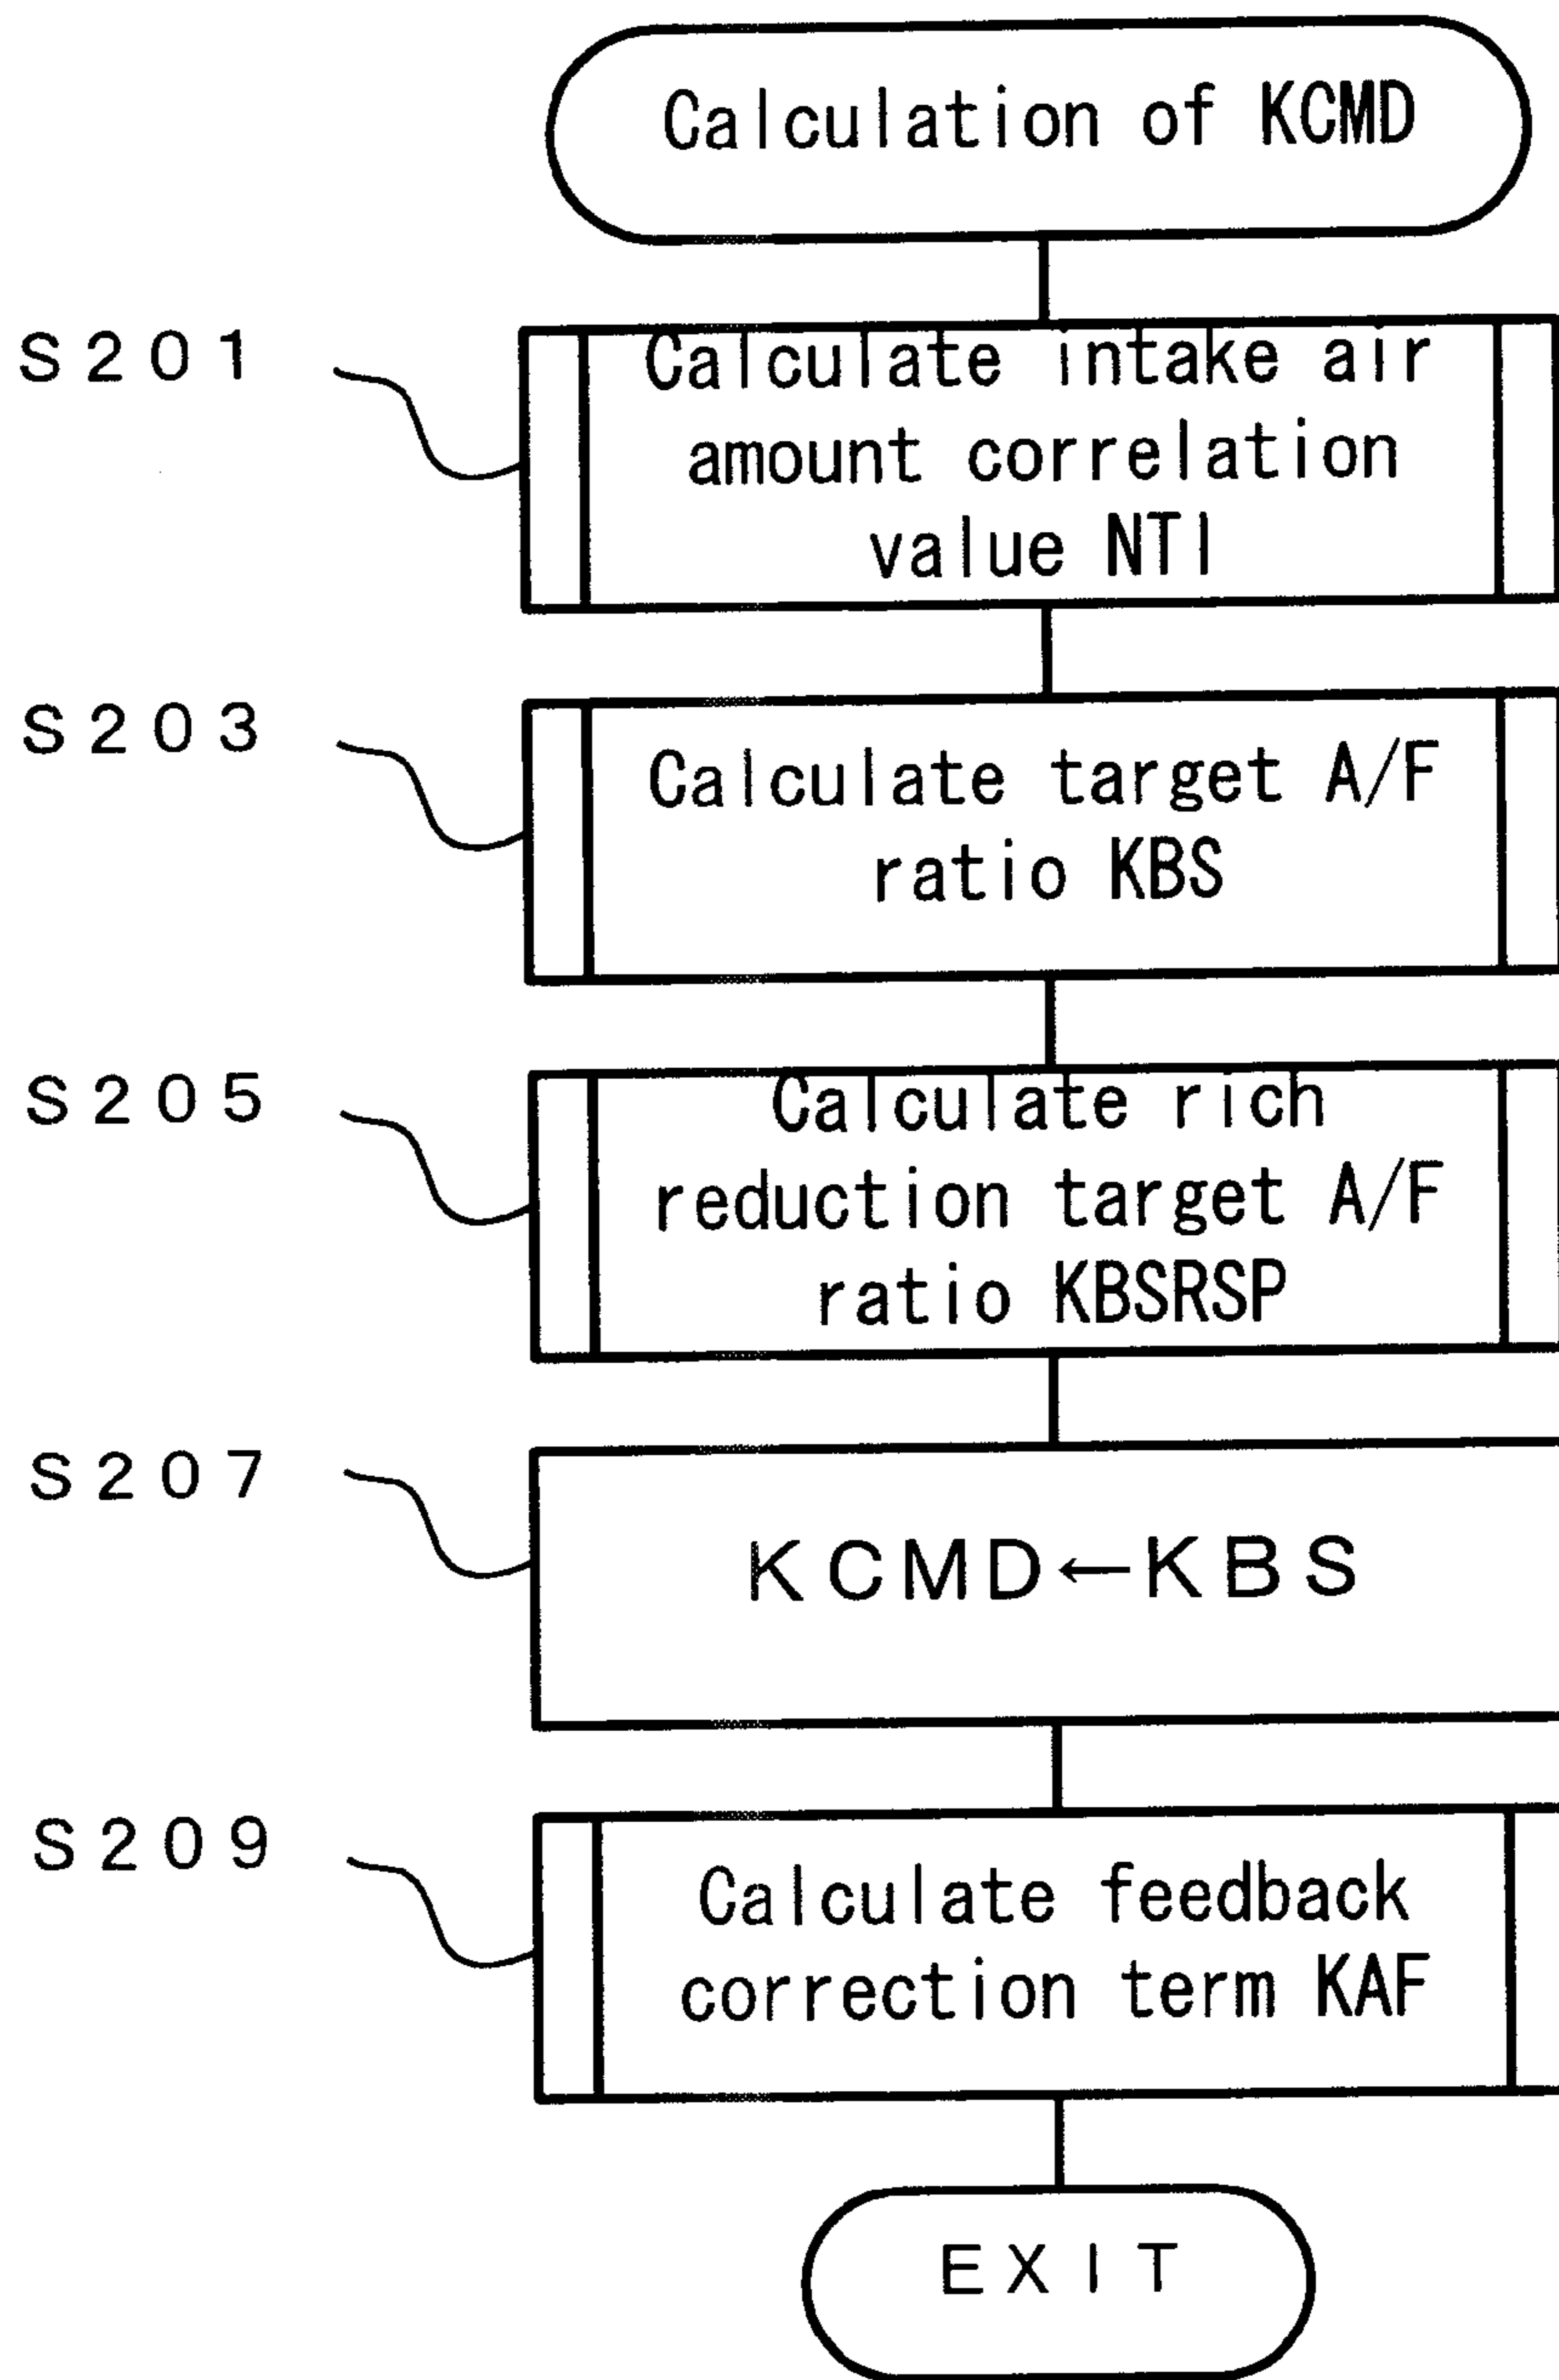 Calculation of KCMD
S201
Calculate intake air
amount correlation
value NTI
S203
Calculate target A/F
ratio KBS
S205
Calculate rich
reduction target A/F
ratio KBSRSP
S207
KCMD←KBS
S209
Calculate feedback
correction term KAF
EXIT